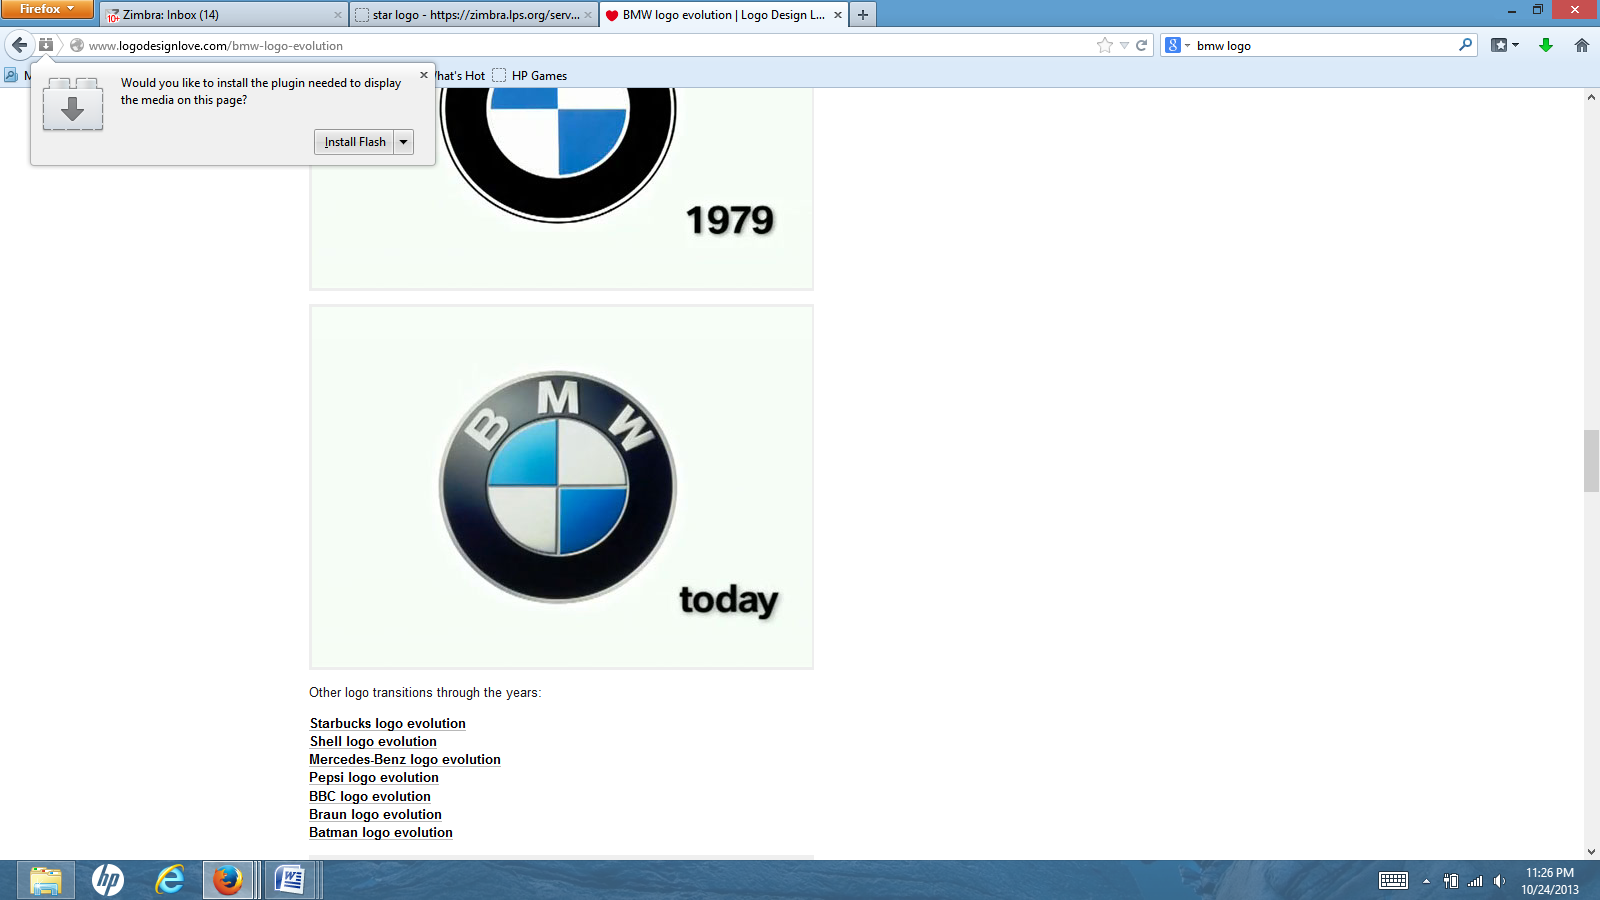 Firefox
Zimbra: Inbox (14)
star logo - https://zimbra.lps.org/serv...
BMW logo evolution | Logo Design L...
www.logodesignlove.com/bmw-logo-evolution
bmw logo
hat's Hot
HP Games
Would you like to install the plugin needed to display
the media on this page?
Install Flash
1979
BMW
today
Other logo transitions through the years:
Starbucks logo evolution
Shell logo evolution
Mercedes-Benz logo evolution
Pepsi logo evolution
BBC logo evolution
Braun logo evolution
Batman logo evolution
11:26 PM
10/24/2013